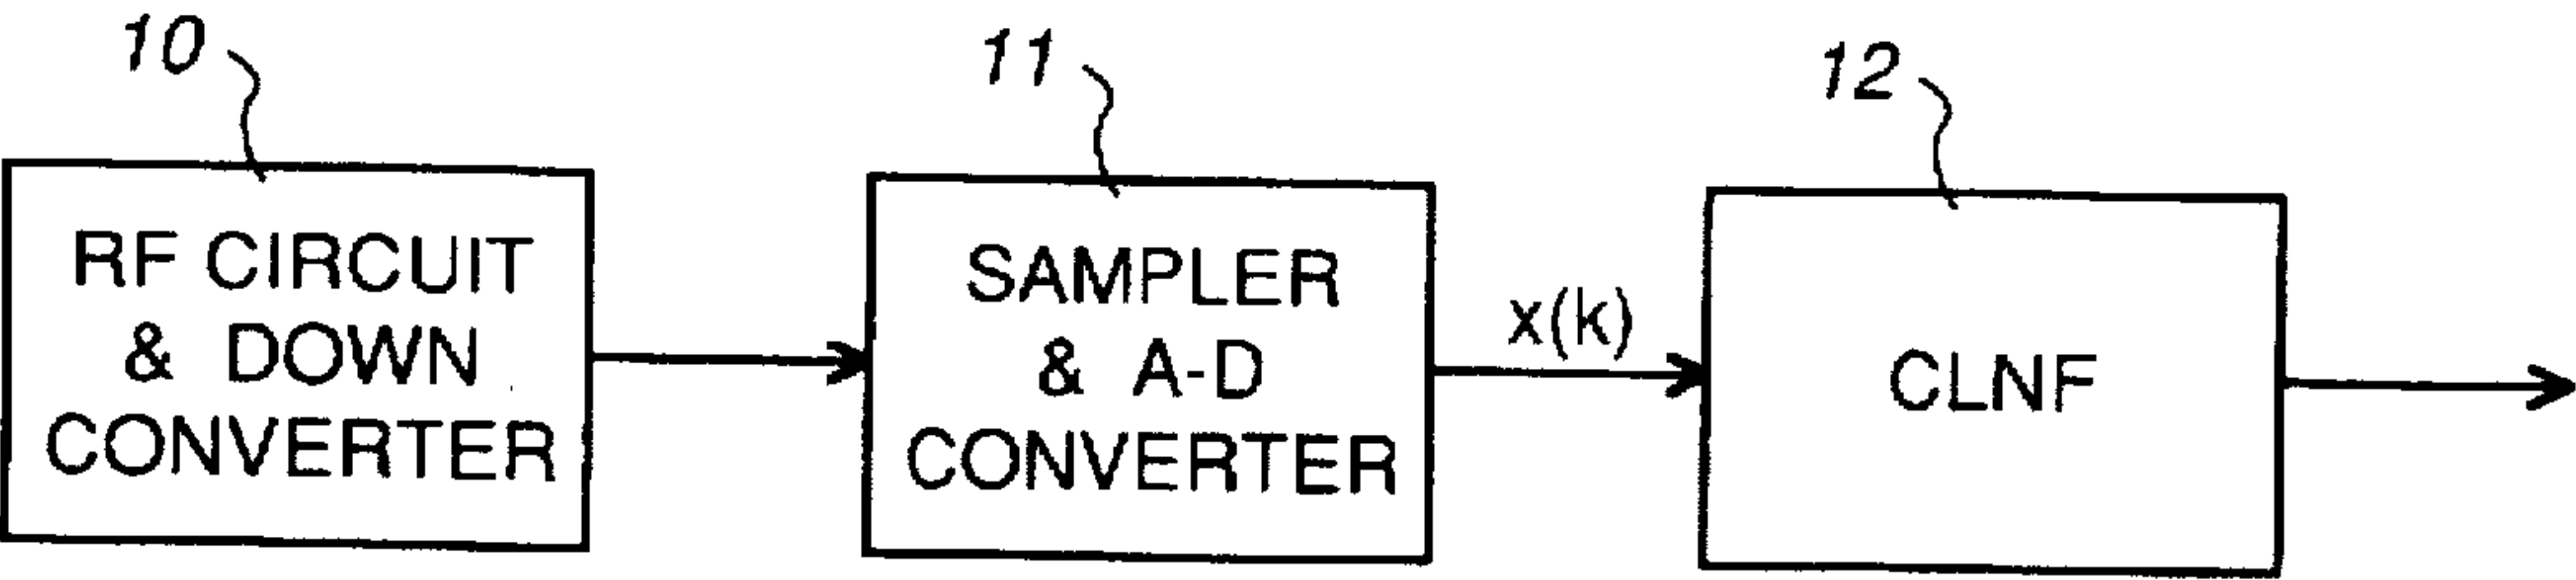 10
11
12
RF CIRCUIT
& DOWN
CONVERTER
SAMPLER
& A-D
CONVERTER
x(k)
CLNF